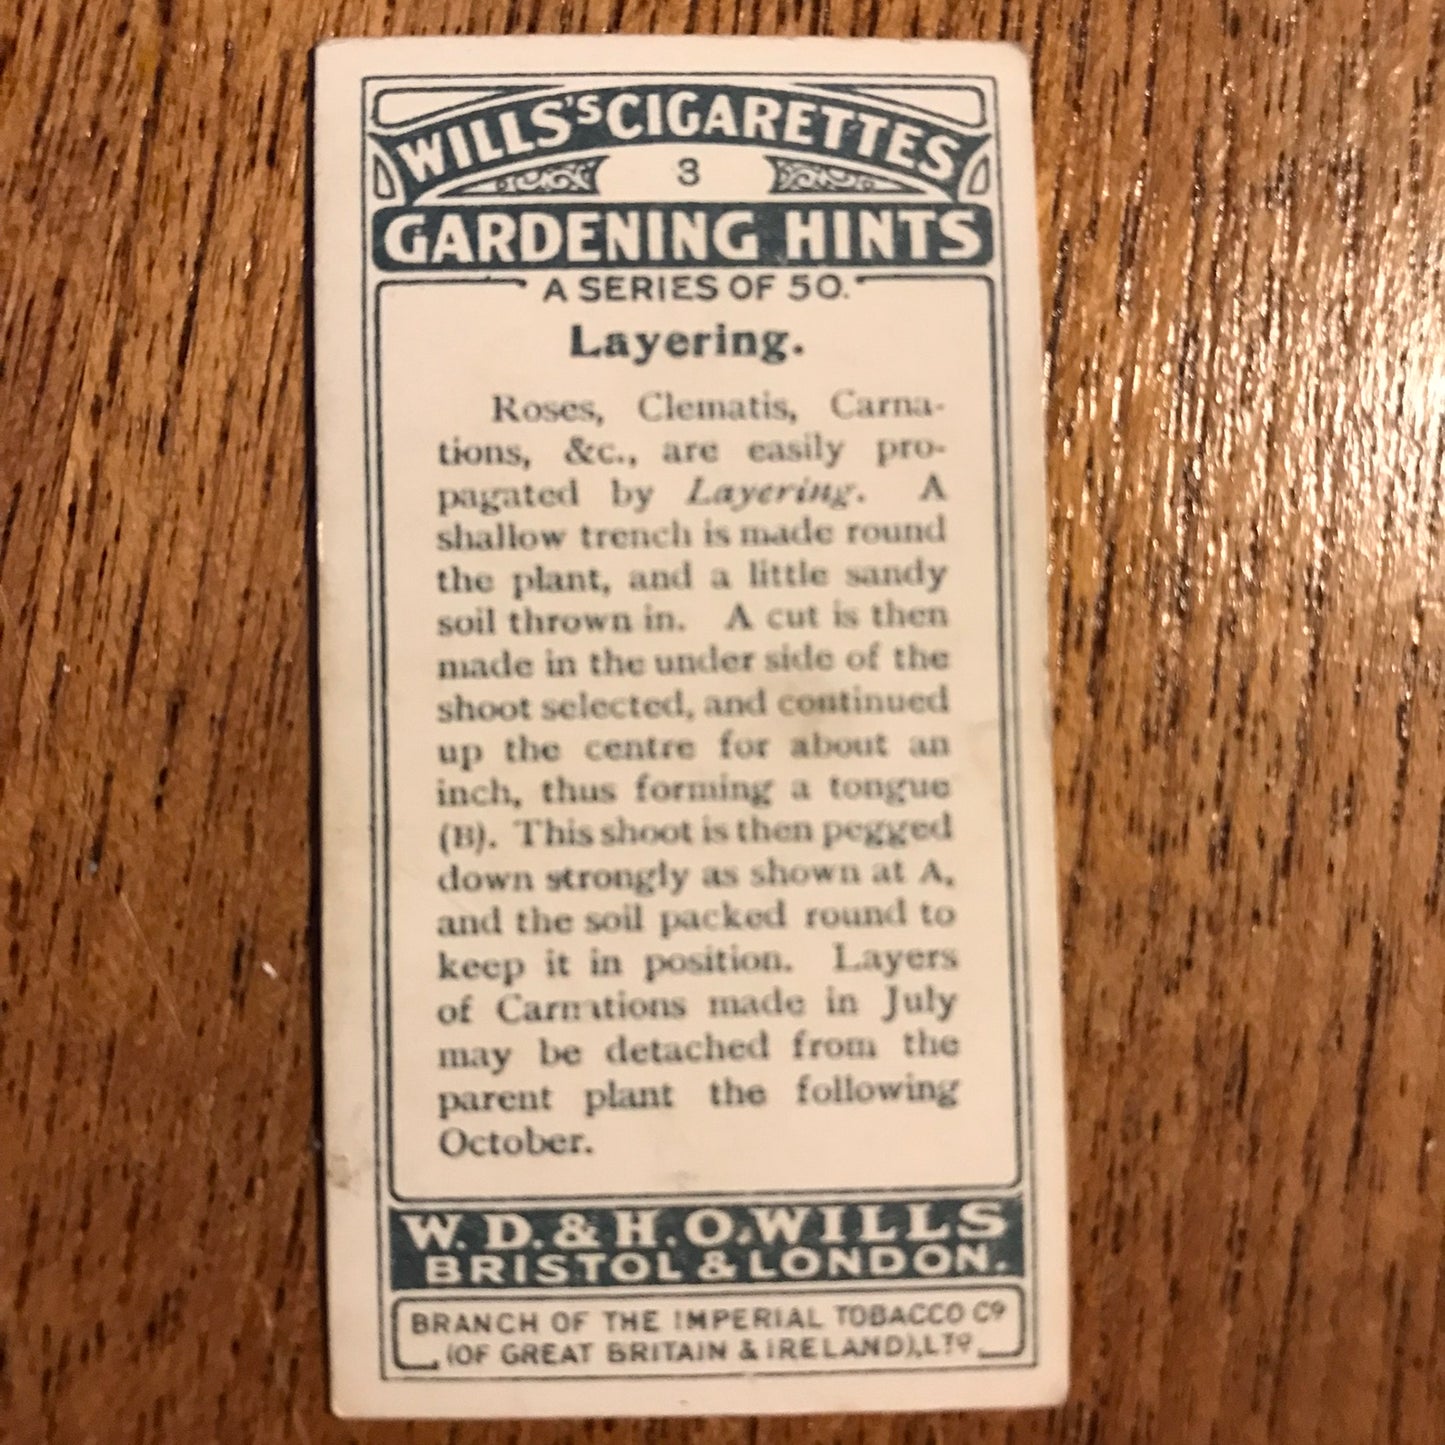 WILLS'S CIGARETTES
3
GARDENING HINTS
A SERIES OF 50.
Layering.
Roses, Clematis, Carna-
tions, &c., are easily pro-
pagated by Layering. A
shallow trench is made round
the plant, and a little sandy
soil thrown in. A cut is then
made in the under side of the
shoot selected, and continued
up the centre for about an
inch, thus forming a tongue
(B). This shoot is then pegged
down strongly as shown at A,
and the soil packed round to
keep it in position. Layers
of Carnations made in July
may be detached from the
parent plant the following
October.
W. D. & H. O. WILLS
BRISTOL & LONDON.
BRANCH OF THE IMPERIAL TOBACCO Co
(OF GREAT BRITAIN & IRELAND), LTD.